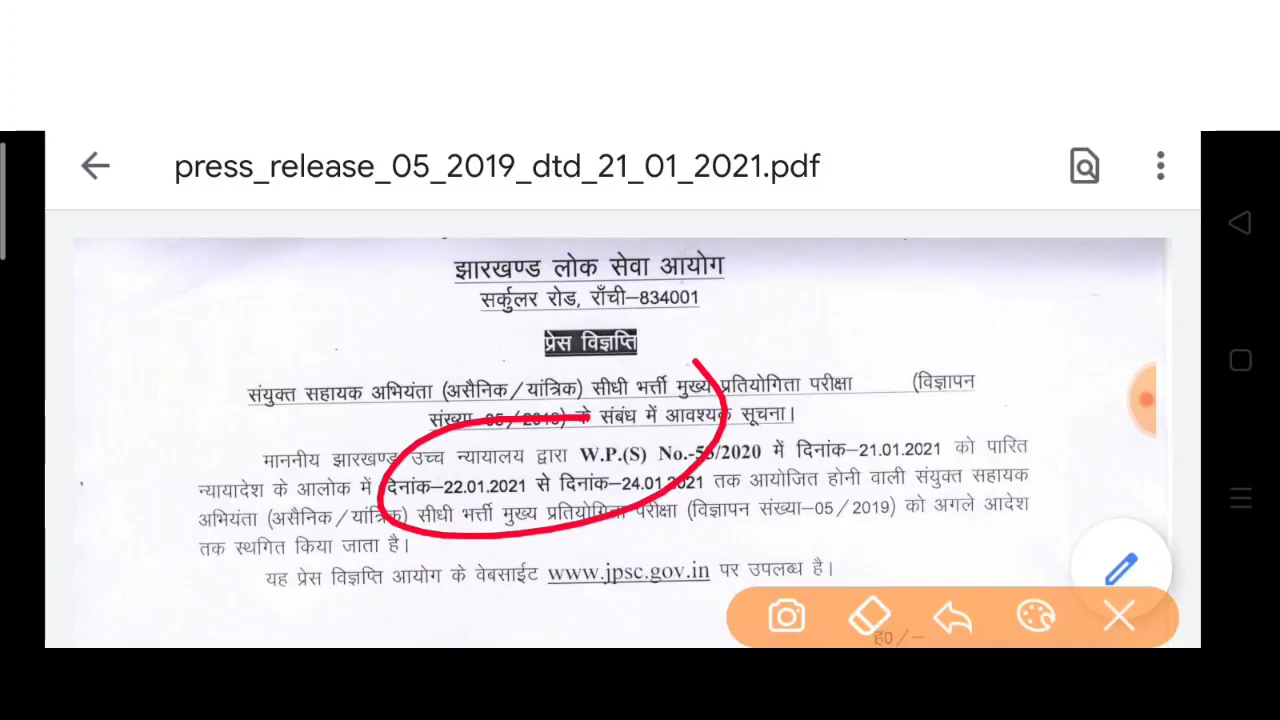 press_release_05_2019_dtd_21_01_2021.pdf
झारखण्ड लोक सेवा आयोग
सर्कुलर रोड, राँची–834001
प्रेस विज्ञप्ति
संयुक्त सहायक अभियंता (असैनिक/यांत्रिक) सीधी भर्त्ती मुख्य प्रतियोगिता परीक्षा (विज्ञापन
संख्या–05/2019) के संबंध में आवश्यक सूचना।
माननीय झारखण्ड उच्च न्यायालय द्वारा W.P.(S) No.-/2020 में दिनांक–21.01.2021 को पारित
न्यायादेश के आलोक में दिनांक–22.01.2021 से दिनांक–24.01.2021 तक आयोजित होनी वाली संयुक्त सहायक
अभियंता (असैनिक/यांत्रिक) सीधी भर्त्ती मुख्य प्रतियोगिता परीक्षा (विज्ञापन संख्या–05/2019) को अगले आदेश
तक स्थगित किया जाता है।
यह प्रेस विज्ञप्ति आयोग के वेबसाईट www.jpsc.gov.in पर उपलब्ध है।
ह0/–